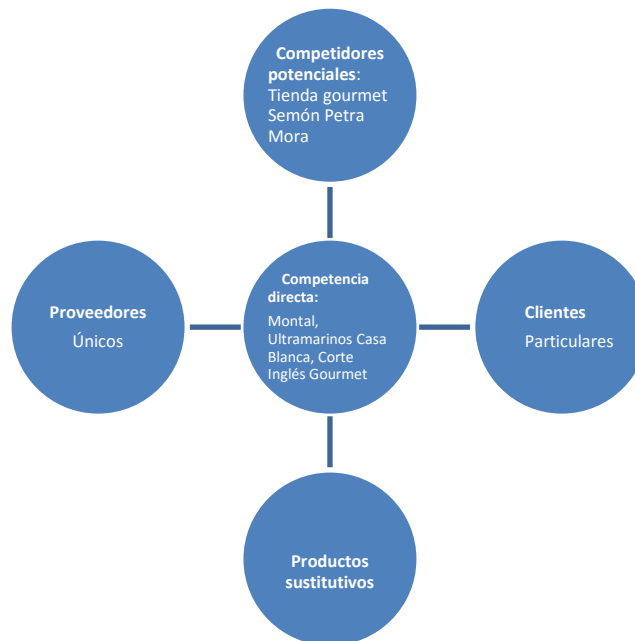 Competidores
potenciales:
Tienda gourmet
Semón Petra
Mora
Proveedores
Únicos
Competencia
directa:
Montal,
Ultramarinos Casa
Blanca, Corte
Inglés Gourmet
Clientes
Particulares
Productos
sustitutivos